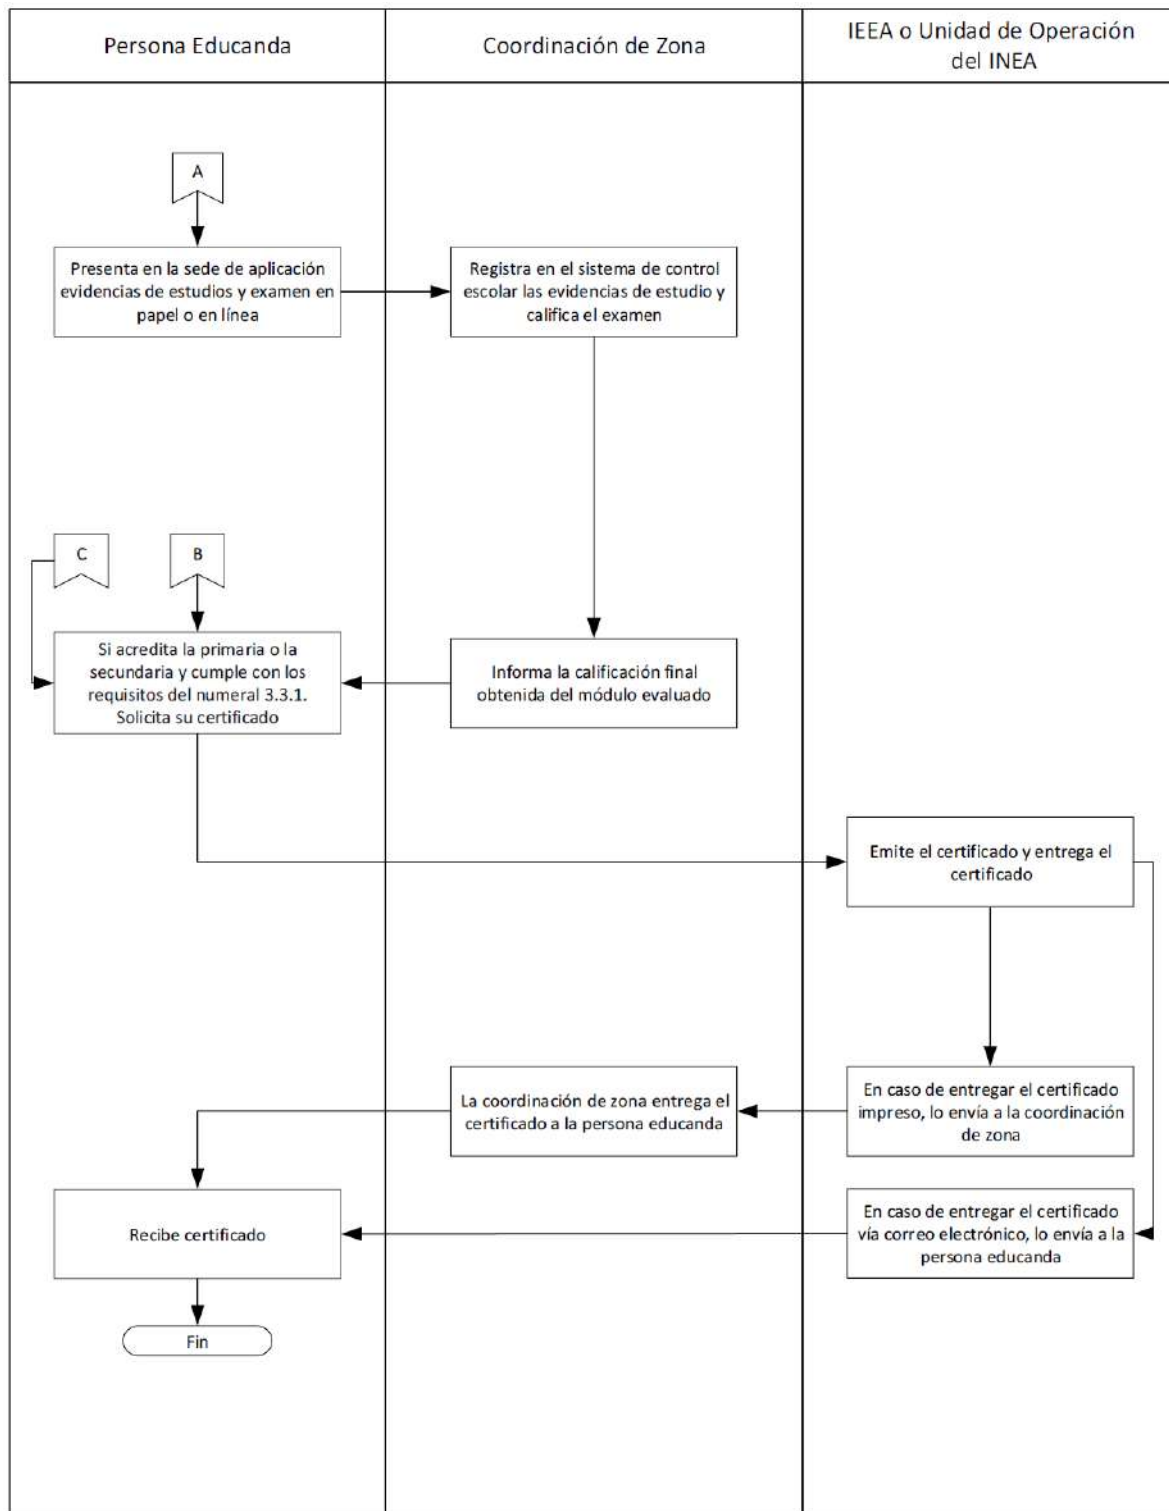 Persona Educanda
Coordinación de Zona
IEEA o Unidad de Operación
del INEA
A
Presenta en la sede de aplicación
evidencias de estudios y examen en
papel o en línea
Registra en el sistema de control
escolar las evidencias de estudio y
califica el examen
C
B
Si acredita la primaria o la
secundaria y cumple con los
requisitos del numeral 3.3.1.
Solicita su certificado
Informa la calificación final
obtenida del módulo evaluado
Emite el certificado y entrega el
certificado
La coordinación de zona entrega el
certificado a la persona educanda
En caso de entregar el certificado
impreso, lo envía a la coordinación
de zona
Recibe certificado
En caso de entregar el certificado
vía correo electrónico, lo envía a la
persona educanda
Fin